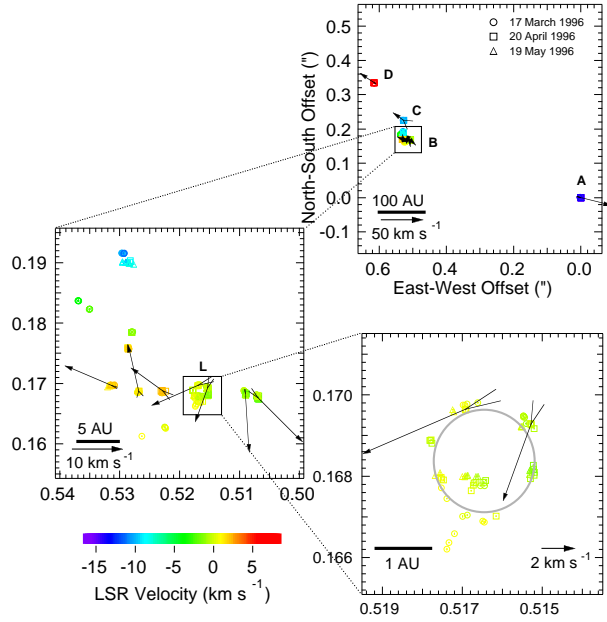 17 March 1996
20 April 1996
19 May 1996
D
C
B
A
North-South Offset (")
0.5
0.4
0.3
0.2
0.1
0.0
-0.1
100 AU
50 km s -1
0.6 0.4 0.2 0.0
East-West Offset (")
0.19
0.18
0.17
0.16
L
5 AU
10 km s -1
0.54 0.53 0.52 0.51 0.50
-15 -10 -5 0 5
LSR Velocity (km s -1)
0.170
0.168
0.166
1 AU
2 km s -1
0.519 0.517 0.515